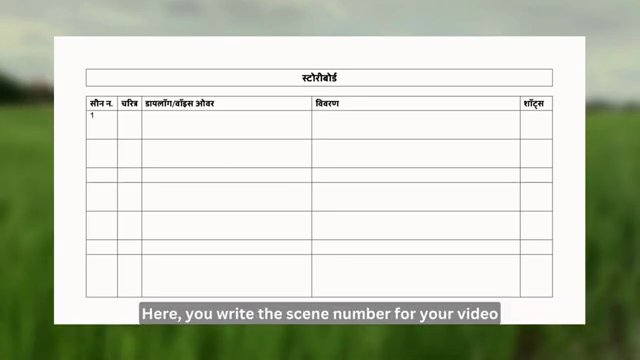 स्टोरीबोर्ड
सीन न. चरित्र डायलॉग/वॉइस ओवर विवरण शॉट्स
1
Here, you write the scene number for your video